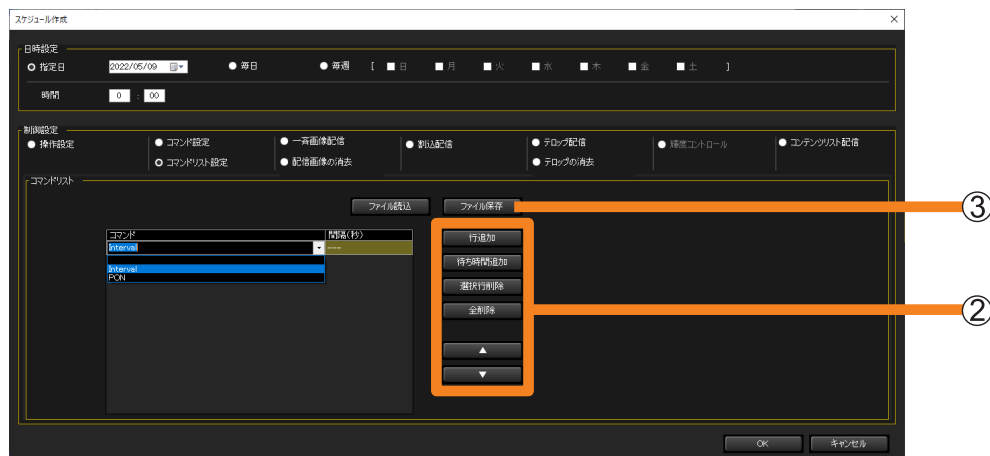 スケジュール作成
日時設定
指定日 2022/05/09 毎日 毎週 [ 日 月 火 水 木 金 土 ]
時間 0 : 00
制御設定
操作設定 コマンド設定 一斉画像配信 割込配信 テロップ配信 輝度コントロール コンテンツリスト配信
コマンドリスト設定 配信画像の消去 テロップの消去
コマンドリスト
ファイル読込 ファイル保存 ③
コマンド 間隔(秒) 行追加
Interval ---
待ち時間追加
Interval
PON
選択行削除
全削除 ②
▲
▼
OK キャンセル